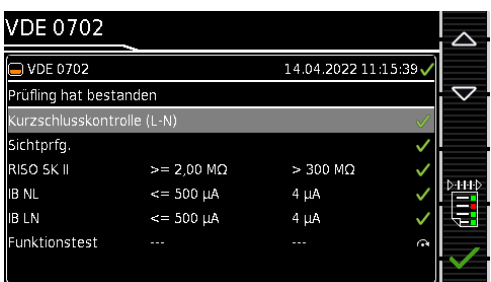 VDE 0702
VDE 0702 14.04.2022 11:15:39
Prüfling hat bestanden
Kurzschlusskontrolle (L-N)
Sichtprfg.
RISO SK II >= 2,00 MΩ > 300 MΩ
IB NL <= 500 µA 4 µA
IB LN <= 500 µA 4 µA
Funktionstest --- ---